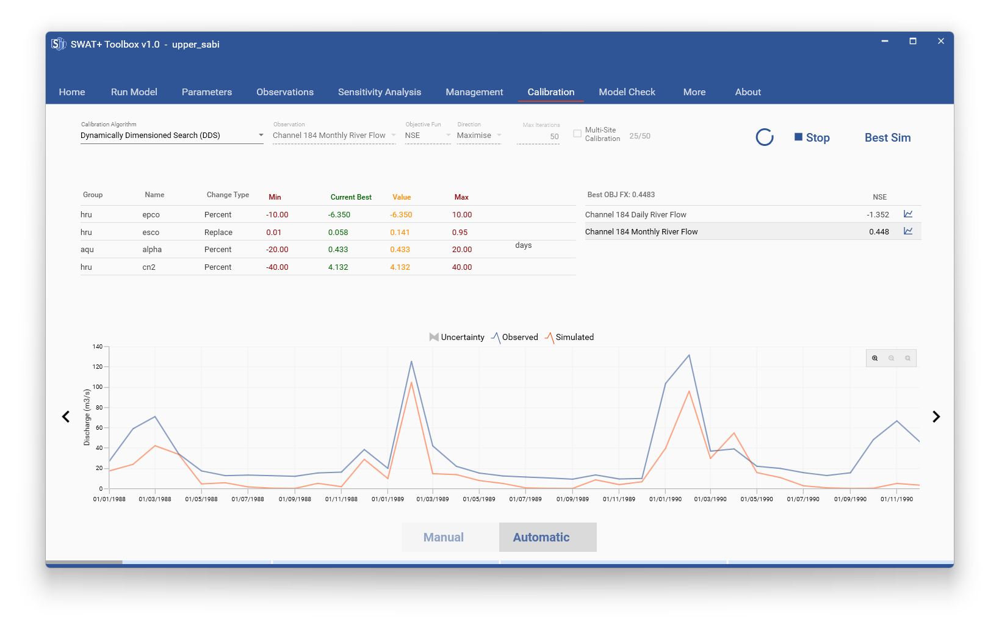 SWAT+ Toolbox v1.0 - upper_sabi
Home Run Model Parameters Observations Sensitivity Analysis Management Calibration Model Check More About
Calibration Algorithm Observation Objective Fun Direction Max Iterations
Dynamically Dimensioned Search (DDS) Channel 184 Monthly River Flow NSE Maximise 50 Multi-Site Calibration 25/50 Stop Best Sim
Group Name Change Type Min Current Best Value Max
hru epco Percent -10.00 -6.350 -6.350 10.00
hru esco Replace 0.01 0.058 0.141 0.95
aqu alpha Percent -20.00 0.433 0.433 20.00 days
hru cn2 Percent -40.00 4.132 4.132 40.00
Best OBJ FX: 0.4483 NSE
Channel 184 Daily River Flow -1.352
Channel 184 Monthly River Flow 0.448
Uncertainty Observed Simulated
Discharge (m3/s)
140
120
100
80
60
40
20
0
01/01/1988 01/03/1988 01/05/1988 01/07/1988 01/09/1988 01/11/1988 01/01/1989 01/03/1989 01/05/1989 01/07/1989 01/09/1989 01/11/1989 01/01/1990 01/03/1990 01/05/1990 01/07/1990 01/09/1990 01/11/1990
Manual Automatic